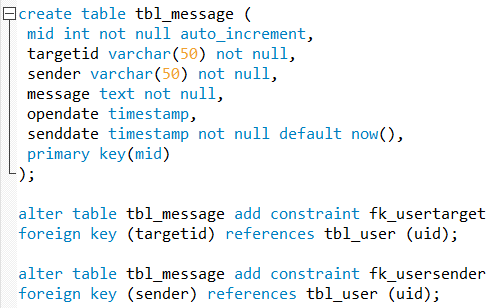 create table tbl_message (
mid int not null auto_increment,
targetid varchar(50) not null,
sender varchar(50) not null,
message text not null,
opendate timestamp,
senddate timestamp not null default now(),
primary key(mid)
);
alter table tbl_message add constraint fk_usertarget
foreign key (targetid) references tbl_user (uid);
alter table tbl_message add constraint fk_usersender
foreign key (sender) references tbl_user (uid);